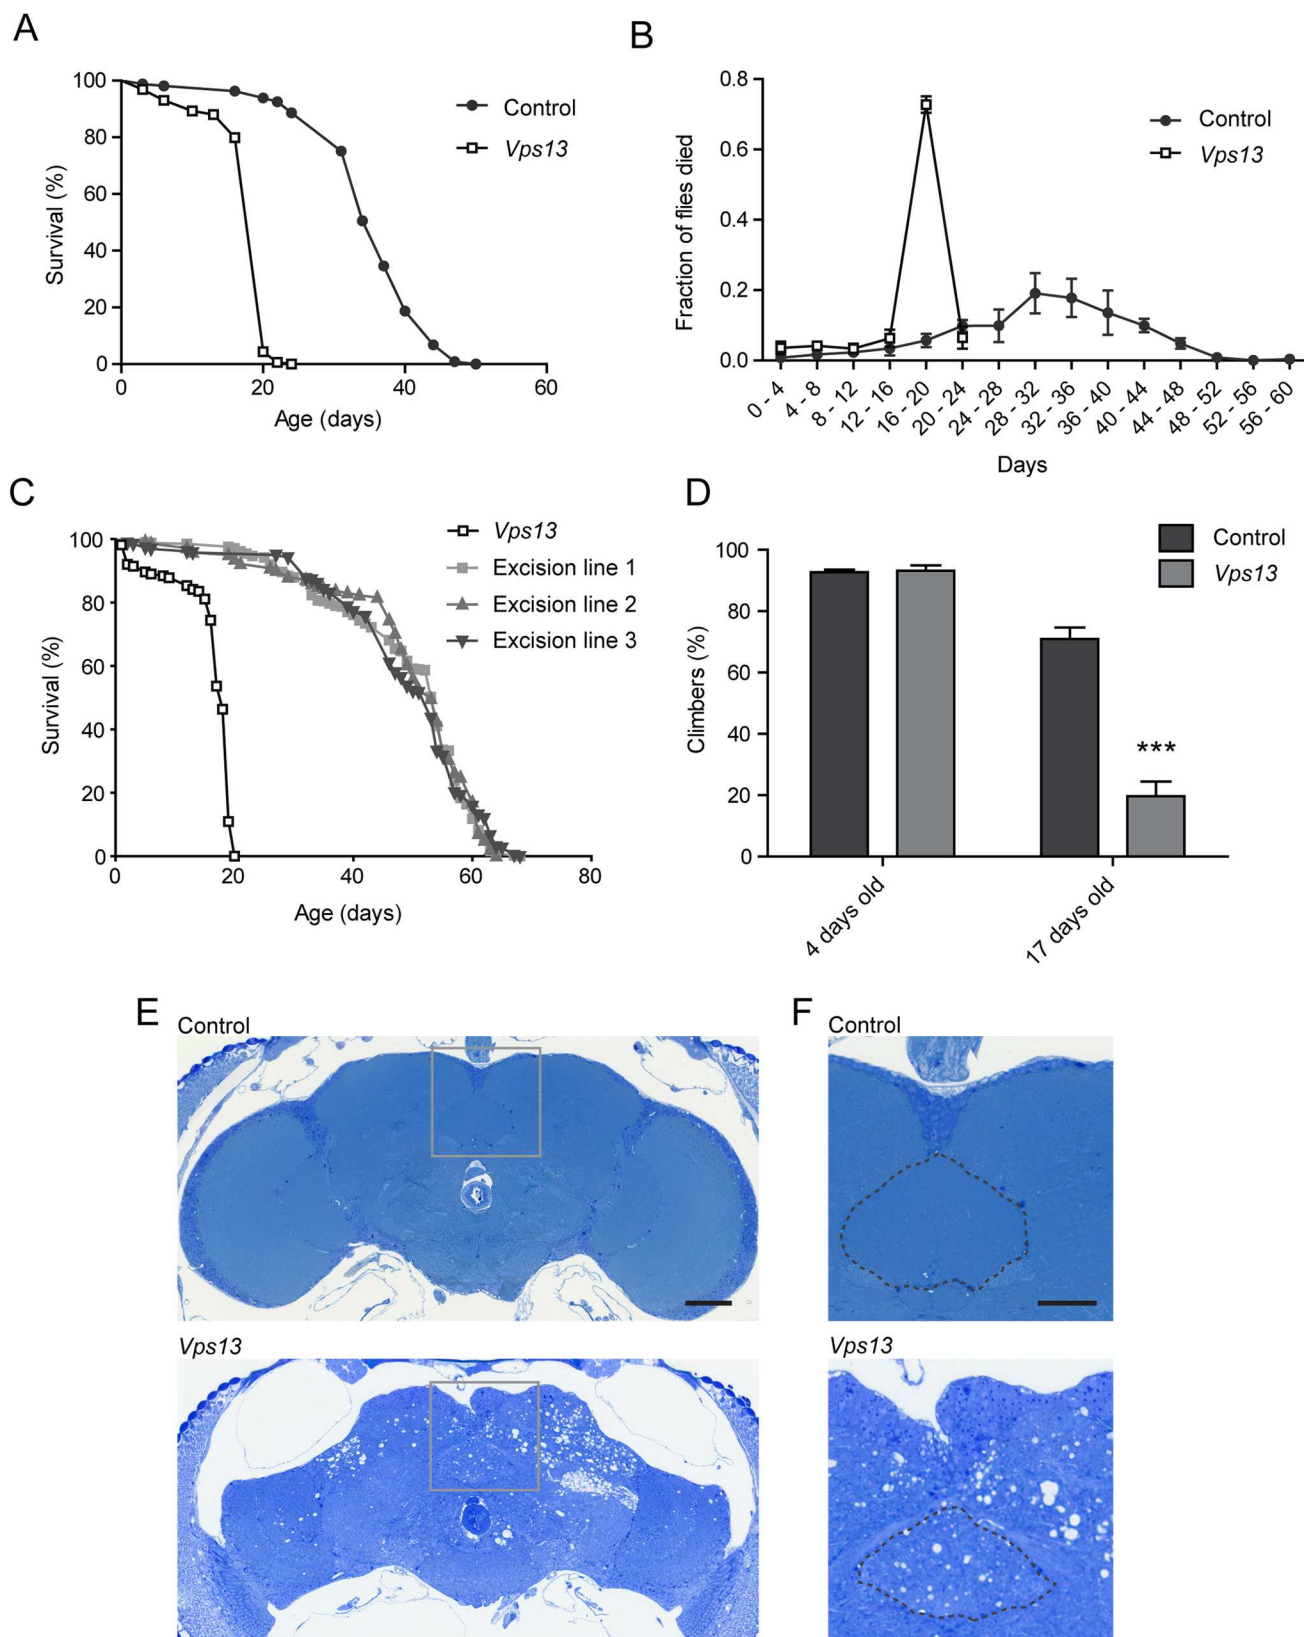 A
100
80
60
40
20
0
Survival (%)
0 20 40 60
Age (days)
Control
Vps13
B
0.8
0.6
0.4
0.2
0.0
Fraction of flies died
0 - 4
4 - 8
8 - 12
12 - 16
16 - 20
20 - 24
24 - 28
28 - 32
32 - 36
36 - 40
40 - 44
44 - 48
48 - 52
52 - 56
56 - 60
Days
Control
Vps13
C
100
80
60
40
20
0
Survival (%)
0 20 40 60 80
Age (days)
Vps13
Excision line 1
Excision line 2
Excision line 3
D
100
80
60
40
20
0
Climbers (%)
Control
Vps13
***
4 days old
17 days old
E
Control
Vps13
F
Control
Vps13